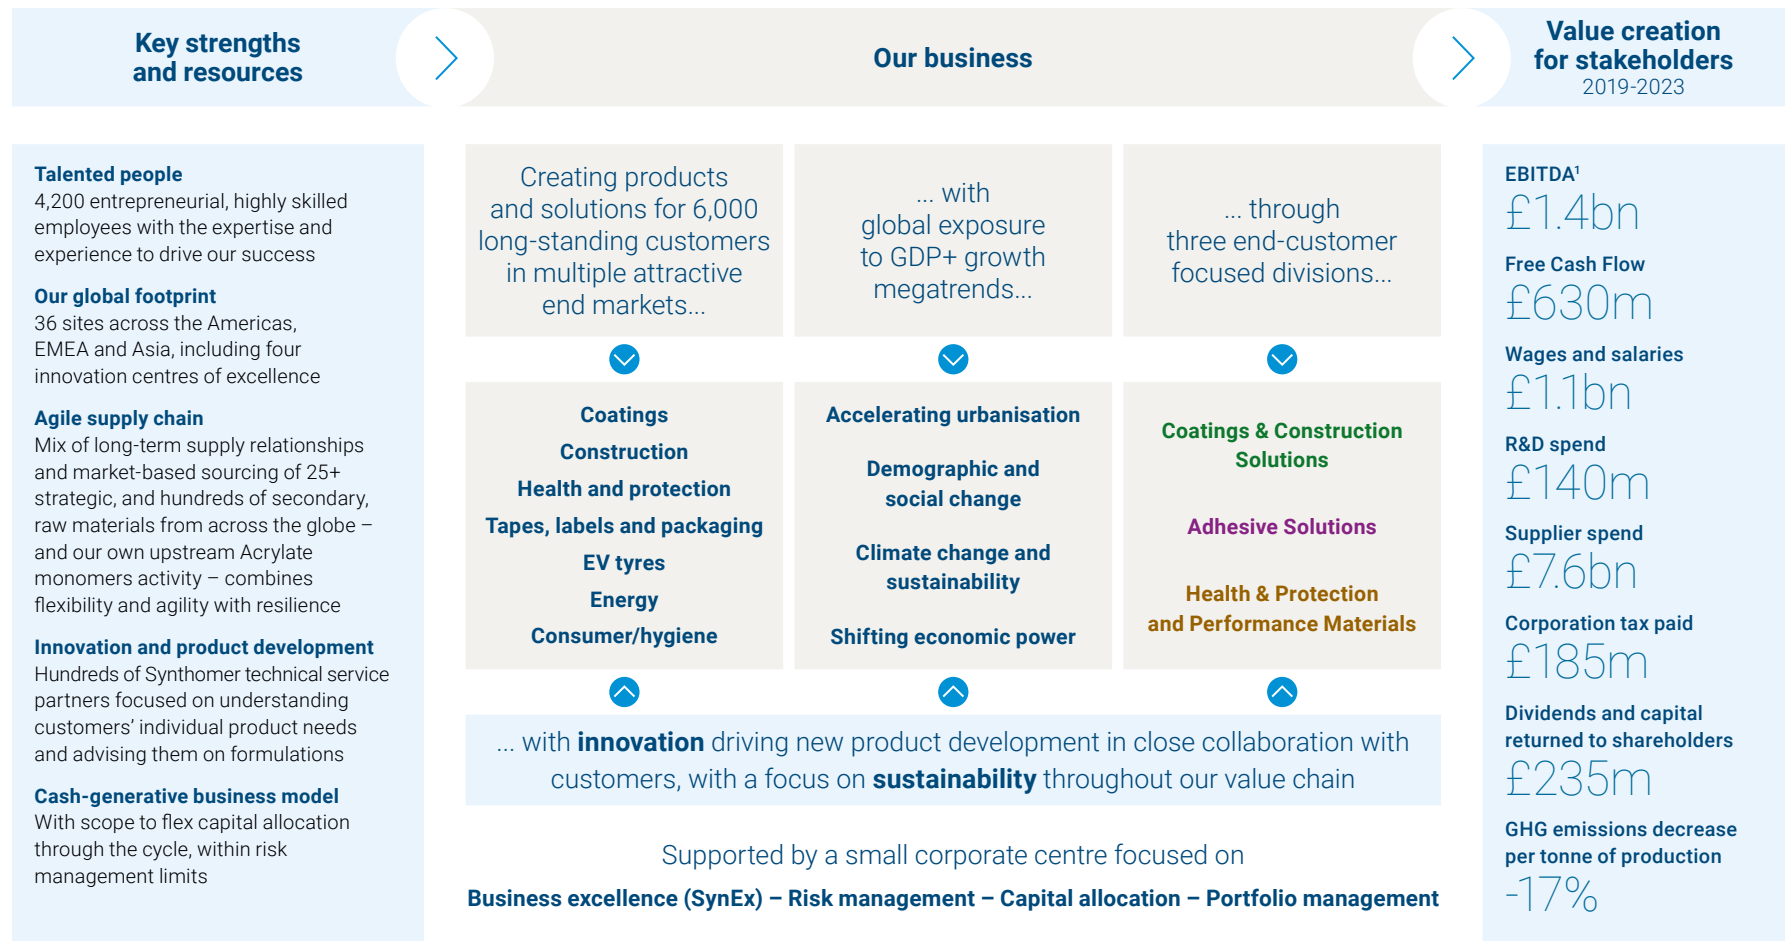 Key strengths
and resources
Our business
Value creation
for stakeholders
2019-2023
Talented people
4,200 entrepreneurial, highly skilled
employees with the expertise and
experience to drive our success
Our global footprint
36 sites across the Americas,
EMEA and Asia, including four
innovation centres of excellence
Agile supply chain
Mix of long-term supply relationships
and market-based sourcing of 25+
strategic, and hundreds of secondary,
raw materials from across the globe –
and our own upstream Acrylate
monomers activity – combines
flexibility and agility with resilience
Innovation and product development
Hundreds of Synthomer technical service
partners focused on understanding
customers’ individual product needs
and advising them on formulations
Cash-generative business model
With scope to flex capital allocation
through the cycle, within risk
management limits
Creating products
and solutions for 6,000
long-standing customers
in multiple attractive
end markets...
Coatings
Construction
Health and protection
Tapes, labels and packaging
EV tyres
Energy
Consumer/hygiene
... with
global exposure
to GDP+ growth
megatrends...
Accelerating urbanisation
Demographic and
social change
Climate change and
sustainability
Shifting economic power
... through
three end-customer
focused divisions...
Coatings & Construction
Solutions
Adhesive Solutions
Health & Protection
and Performance Materials
... with innovation driving new product development in close collaboration with
customers, with a focus on sustainability throughout our value chain
Supported by a small corporate centre focused on
Business excellence (SynEx) – Risk management – Capital allocation – Portfolio management
EBITDA¹
£1.4bn
Free Cash Flow
£630m
Wages and salaries
£1.1bn
R&D spend
£140m
Supplier spend
£7.6bn
Corporation tax paid
£185m
Dividends and capital
returned to shareholders
£235m
GHG emissions decrease
per tonne of production
-17%